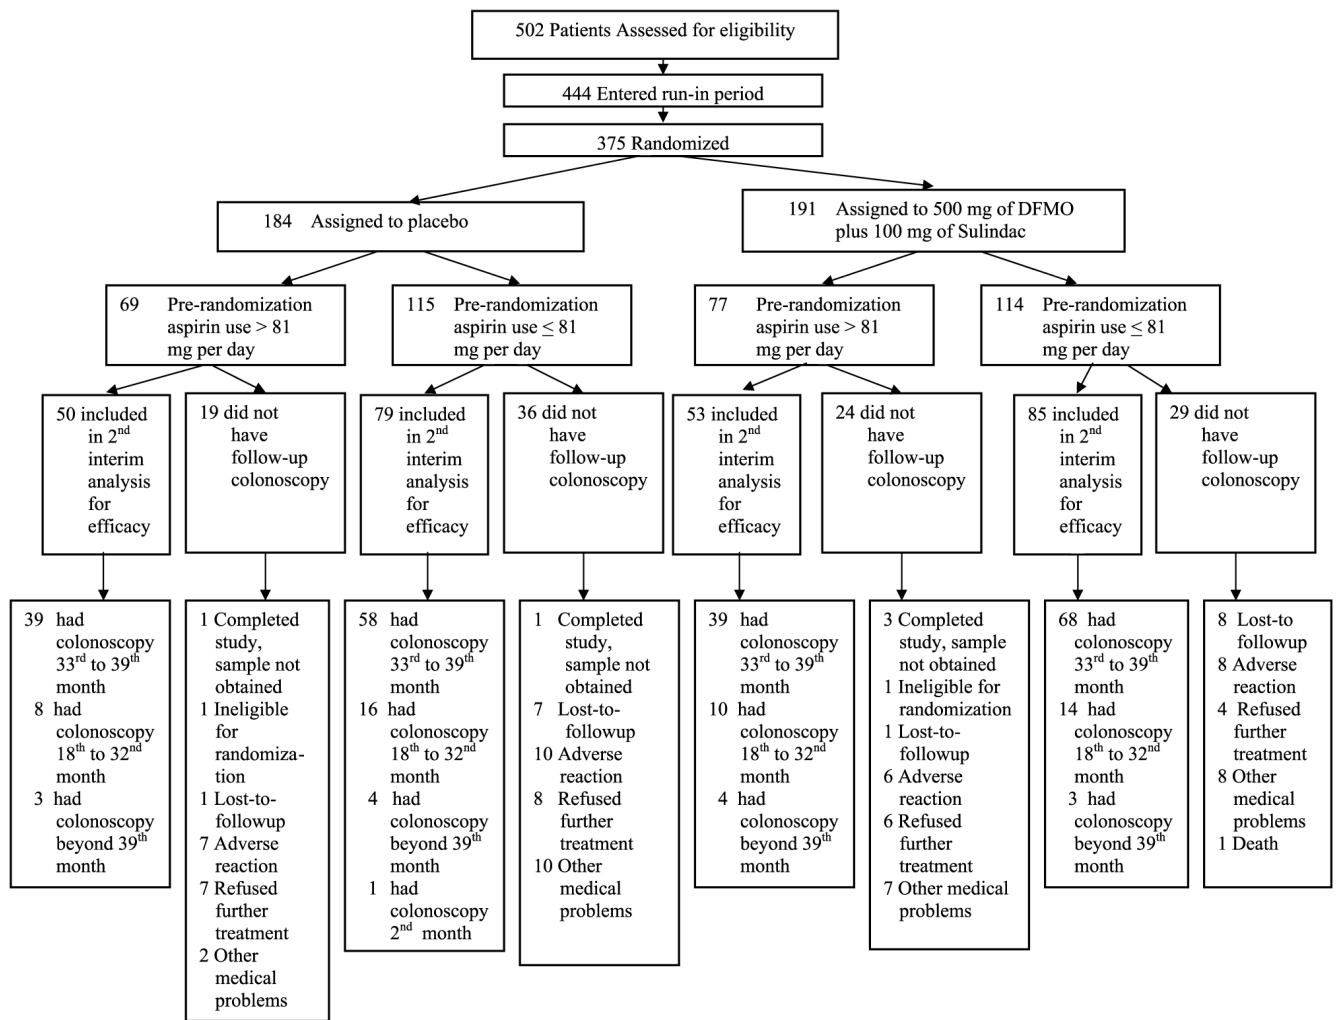 502 Patients Assessed for eligibility
444 Entered run-in period
375 Randomized
184 Assigned to placebo
191 Assigned to 500 mg of DFMO
plus 100 mg of Sulindac
69 Pre-randomization
aspirin use > 81
mg per day
115 Pre-randomization
aspirin use ≤ 81
mg per day
77 Pre-randomization
aspirin use > 81
mg per day
114 Pre-randomization
aspirin use ≤ 81
mg per day
50 included
in 2nd
interim
analysis
for
efficacy
19 did not
have
follow-up
colonoscopy
79 included
in 2nd
interim
analysis
for
efficacy
36 did not
have
follow-up
colonoscopy
53 included
in 2nd
interim
analysis
for
efficacy
24 did not
have
follow-up
colonoscopy
85 included
in 2nd
interim
analysis
for
efficacy
29 did not
have
follow-up
colonoscopy
39 had
colonoscopy
33rd to 39th
month
8 had
colonoscopy
18th to 32nd
month
3 had
colonoscopy
beyond 39th
month
1 Completed
study,
sample not
obtained
1 Ineligible
for
randomiza-
tion
1 Lost-to-
followup
7 Adverse
reaction
7 Refused
further
treatment
2 Other
medical
problems
58 had
colonoscopy
33rd to 39th
month
16 had
colonoscopy
18th to 32nd
month
4 had
colonoscopy
beyond 39th
month
1 had
colonoscopy
2nd month
1 Completed
study,
sample not
obtained
7 Lost-to-
followup
10 Adverse
reaction
8 Refused
further
treatment
10 Other
medical
problems
39 had
colonoscopy
33rd to 39th
month
10 had
colonoscopy
18th to 32nd
month
4 had
colonoscopy
beyond 39th
month
3 Completed
study, sample
not obtained
1 Ineligible for
randomization
1 Lost-to-
followup
6 Adverse
reaction
6 Refused
further
treatment
7 Other medical
problems
68 had
colonoscopy
33rd to 39th
month
14 had
colonoscopy
18th to 32nd
month
3 had
colonoscopy
beyond 39th
month
8 Lost-to
followup
8 Adverse
reaction
4 Refused
further
treatment
8 Other
medical
problems
1 Death